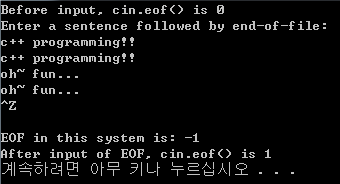 Before input, cin.eof() is 0
Enter a sentence followed by end-of-file:
c++ programming!!
c++ programming!!
oh~ fun...
oh~ fun...
^Z
EOF in this system is: -1
After input of EOF, cin.eof() is 1
계속하려면 아무 키나 누르십시오 . . .